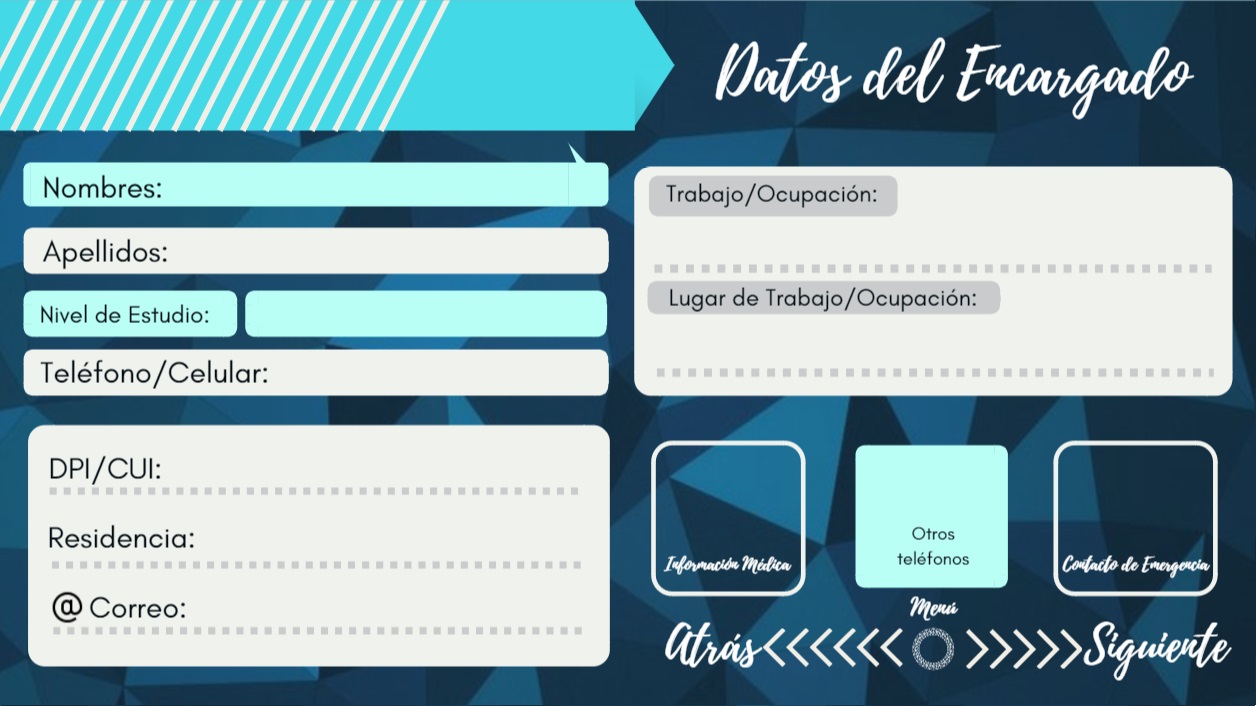 Datos del Encargado
Nombres:
Apellidos:
Nivel de Estudio:
Teléfono/Celular:
DPI/CUI:
Residencia:
@ Correo:
Trabajo/Ocupación:
Lugar de Trabajo/Ocupación:
Información Médica
Otros
teléfonos
Contacto de Emergencia
Menú
Atrás
Siguiente